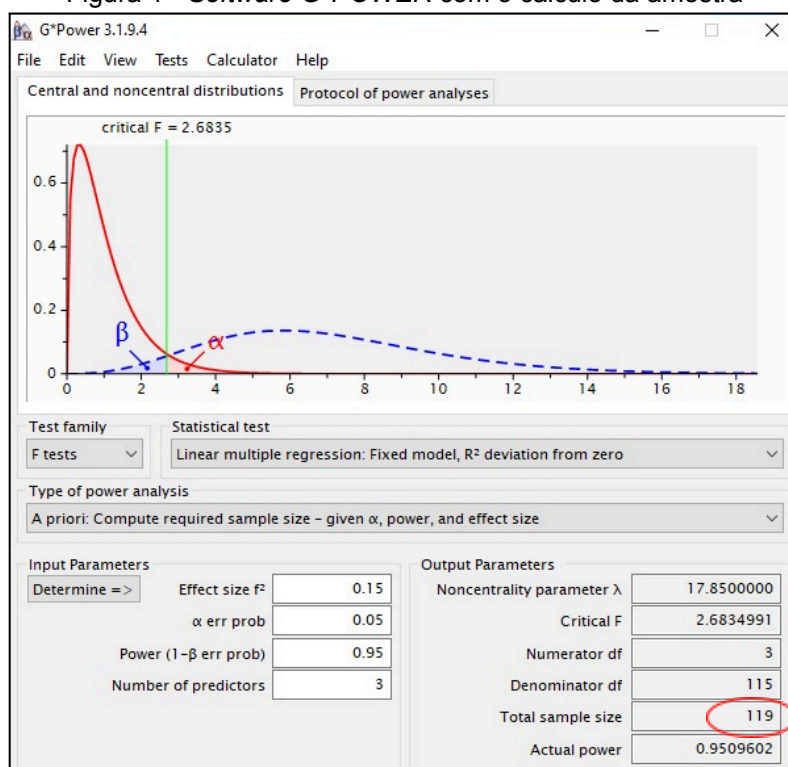 Figura 4 - Software G*POWER com o cálculo da amostra
G*Power 3.1.9.4
File Edit View Tests Calculator Help
Central and noncentral distributions Protocol of power analyses
critical F = 2.6835
0.6
0.4
0.2
0
β α
0 2 4 6 8 10 12 14 16 18
Test family Statistical test
F tests Linear multiple regression: Fixed model, R² deviation from zero
Type of power analysis
A priori: Compute required sample size – given α, power, and effect size
Input Parameters Output Parameters
Determine => Effect size f² 0.15 Noncentrality parameter λ 17.8500000
α err prob 0.05 Critical F 2.6834991
Power (1-β err prob) 0.95 Numerator df 3
Number of predictors 3 Denominator df 115
Total sample size 119
Actual power 0.9509602